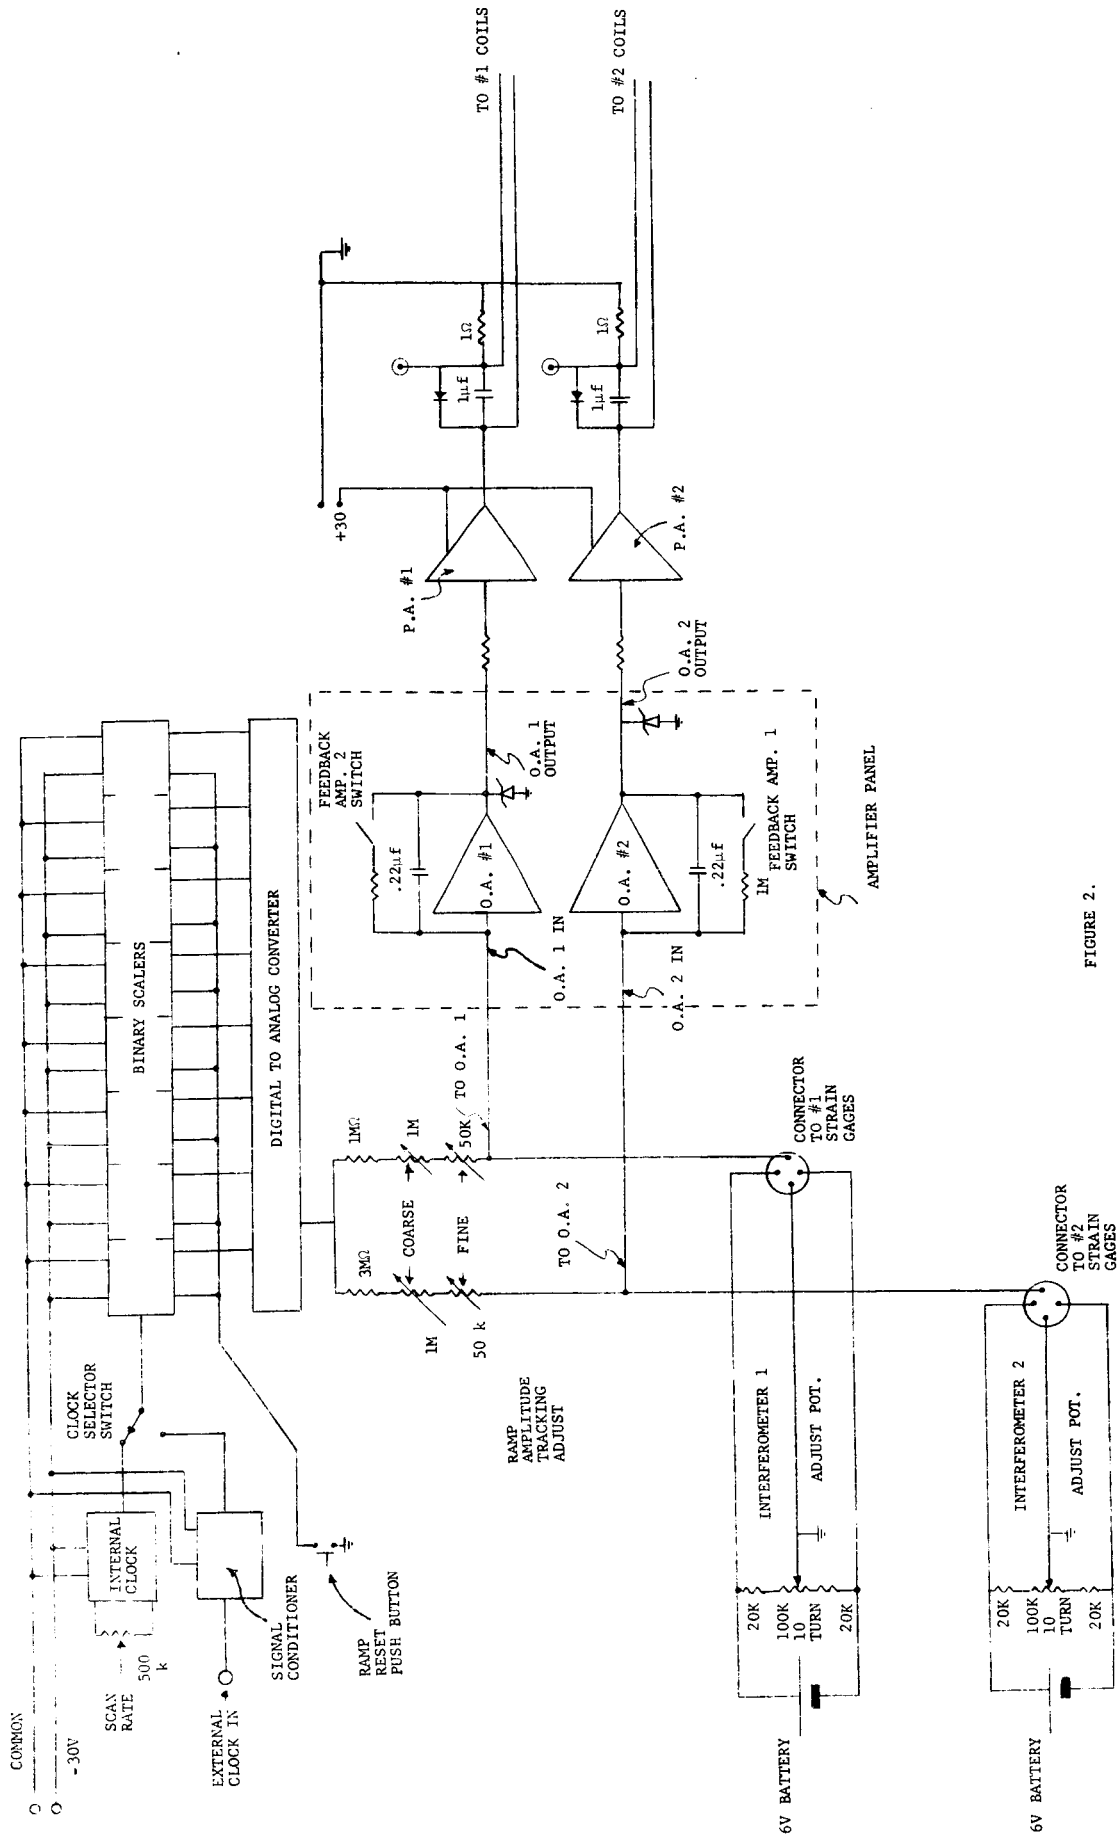 COMMON
-30V
SCAN
RATE
500
k
INTERNAL
CLOCK
CLOCK
SELECTOR
SWITCH
EXTERNAL
CLOCK IN
SIGNAL
CONDITIONER
RAMP
RESET
PUSH BUTTON
BINARY SCALERS
DIGITAL TO ANALOG CONVERTER
3MΩ
1MΩ
COARSE
1M
1M
FINE
50 k
50K
TO O.A. 1
TO O.A. 2
RAMP
AMPLITUDE
TRACKING
ADJUST
FEEDBACK
AMP. 2
SWITCH
.22µf
O.A. #1
O.A. 1 IN
O.A. 1
OUTPUT
O.A. #2
O.A. 2 IN
O.A. 2
OUTPUT
.22µf
1M
FEEDBACK AMP. 1
SWITCH
AMPLIFIER PANEL
P.A. #1
P.A. #2
+30
1µf
1Ω
1µf
1Ω
TO #1 COILS
TO #2 COILS
6V BATTERY
20K
100K
10
TURN
20K
INTERFEROMETER 1
ADJUST POT.
CONNECTOR
TO #1
STRAIN
GAGES
6V BATTERY
20K
100K
10
TURN
20K
INTERFEROMETER 2
ADJUST POT.
CONNECTOR
TO #2
STRAIN
GAGES
FIGURE 2.